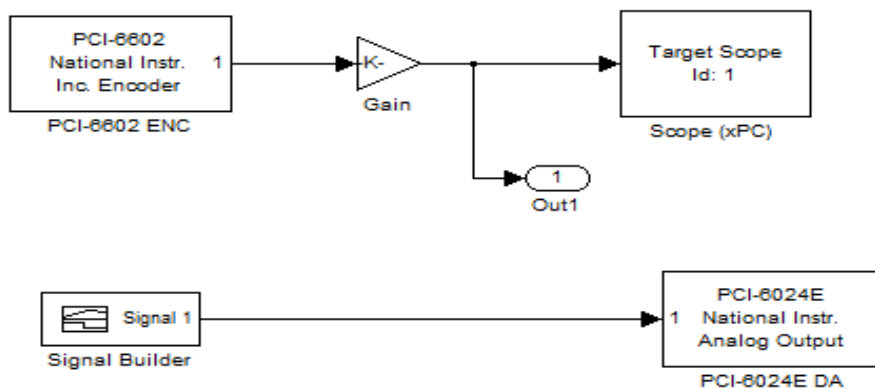 PCI-6602
National Instr.
Inc. Encoder
1
PCI-6602 ENC
-K-
Gain
Target Scope
Id: 1
Scope (xPC)
1
Out1
Signal 1
Signal Builder
1
PCI-6024E
National Instr.
Analog Output
PCI-6024E DA